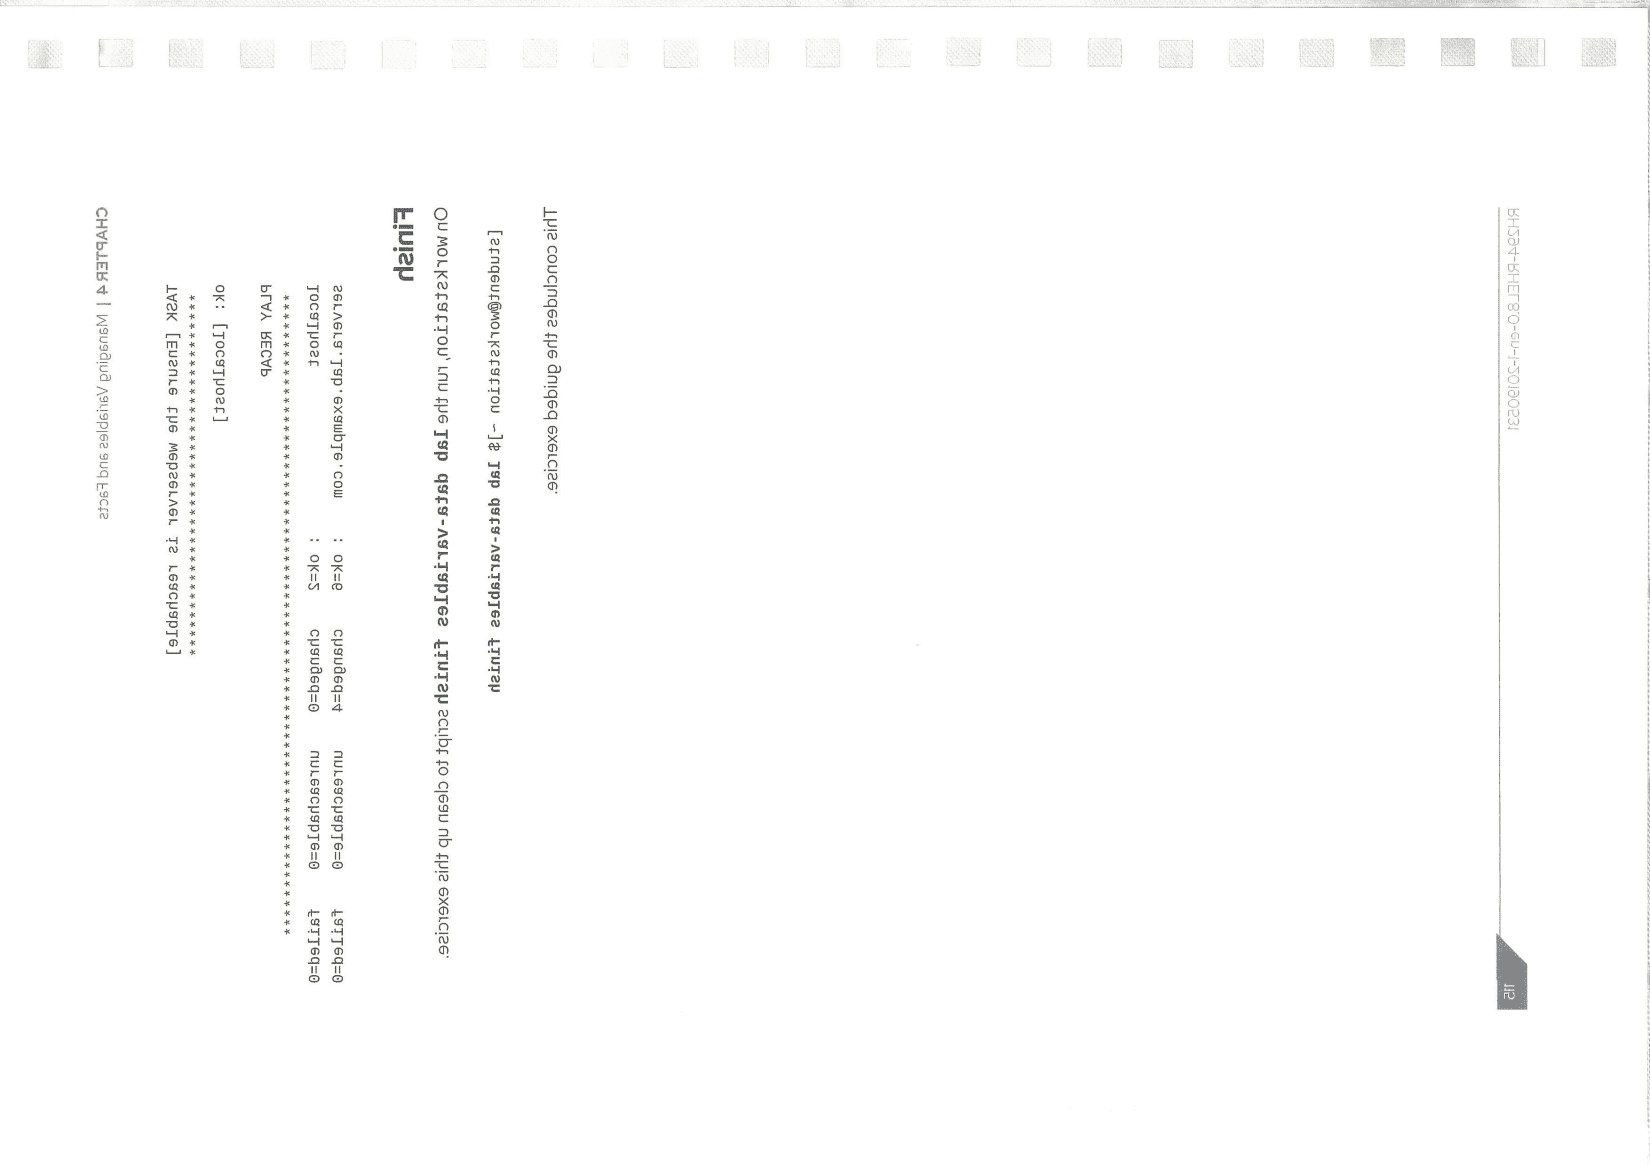 CHAPTER 4 | Managing Variables and Facts
TASK [Ensure the webserver is reachable]
*******************************************************
ok: [localhost]
PLAY RECAP
**************************************************************************************************
localhost : ok=2 changed=0 unreachable=0 failed=0
servera.lab.example.com : ok=6 changed=4 unreachable=0 failed=0
Finish
On workstation, run the lab data-variables finish script to clean up this exercise.
[student@workstation ~]$ lab data-variables finish
This concludes the guided exercise.
RH294-RHEL8.0-en-1-20190531
115